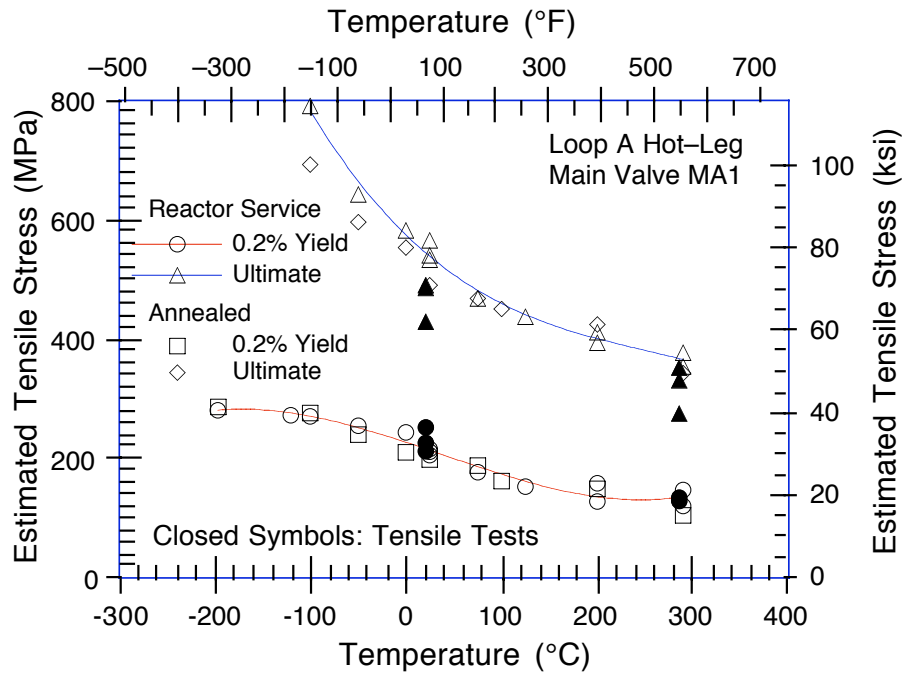 Temperature (°F)
–500 –300 –100 100 300 500 700
Estimated Tensile Stress (MPa)
800
600
400
200
0
Loop A Hot–Leg
Main Valve MA1
Reactor Service
0.2% Yield
Ultimate
Annealed
0.2% Yield
Ultimate
Closed Symbols: Tensile Tests
100
80
60
40
20
0
Estimated Tensile Stress (ksi)
-300 -200 -100 0 100 200 300 400
Temperature (°C)